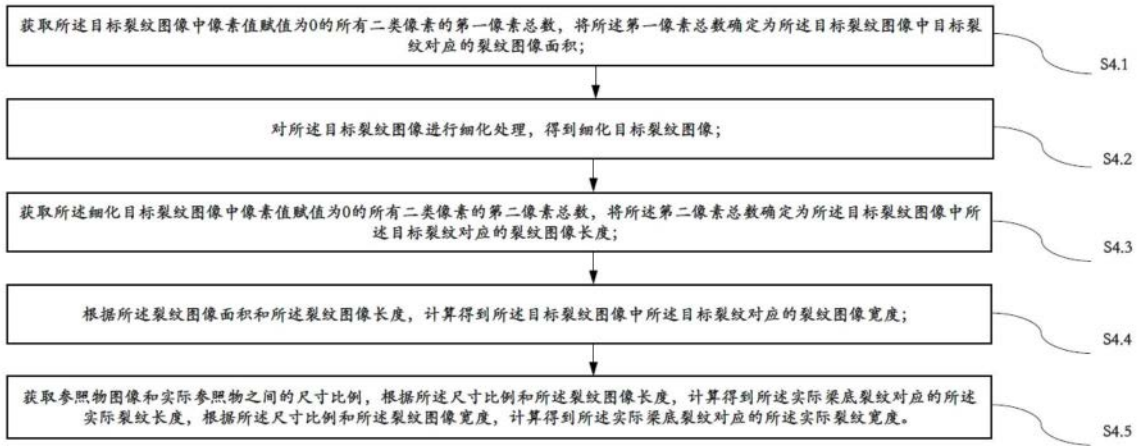 获取所述目标裂纹图像中像素值赋值为0的所有二类像素的第一像素总数，将所述第一像素总数确定为所述目标裂纹图像中目标裂
纹对应的裂纹图像面积；
S4.1
对所述目标裂纹图像进行细化处理，得到细化目标裂纹图像；
S4.2
获取所述细化目标裂纹图像中像素值赋值为0的所有二类像素的第二像素总数，将所述第二像素总数确定为所述目标裂纹图像中所
述目标裂纹对应的裂纹图像长度；
S4.3
根据所述裂纹图像面积和所述裂纹图像长度，计算得到所述目标裂纹图像中所述目标裂纹对应的裂纹图像宽度；
S4.4
获取参照物图像和实际参照物之间的尺寸比例，根据所述尺寸比例和所述裂纹图像长度，计算得到所述实际梁底裂纹对应的所述
实际裂纹长度，根据所述尺寸比例和所述裂纹图像宽度，计算得到所述实际梁底裂纹对应的所述实际裂纹宽度。
S4.5